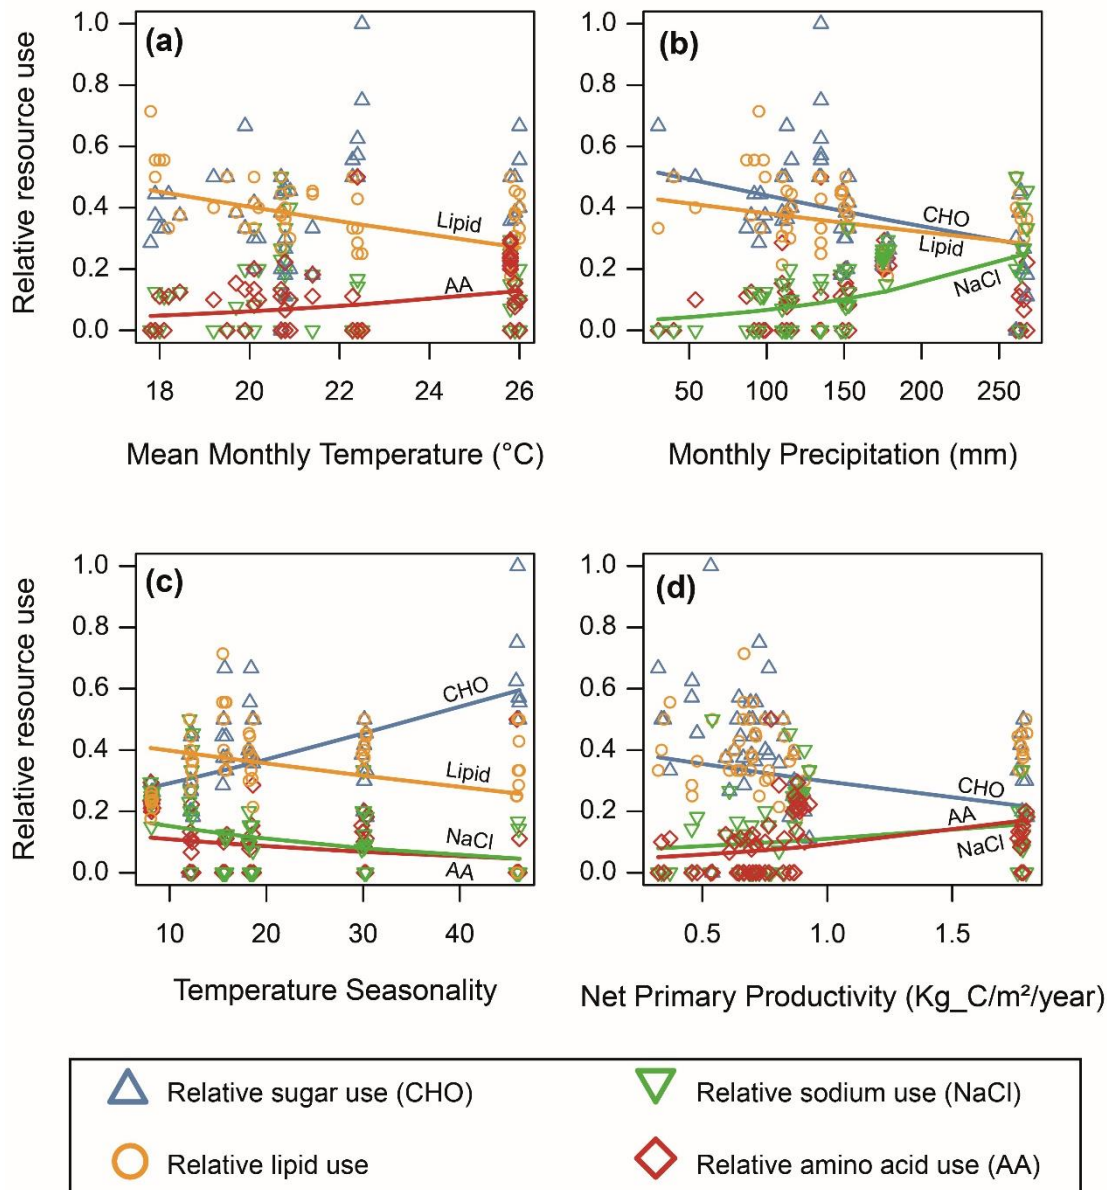 Relative resource use
(a)
1.0
0.8
0.6
0.4
0.2
0.0
Lipid
AA
18 20 22 24 26
Mean Monthly Temperature (°C)
(b)
1.0
0.8
0.6
0.4
0.2
0.0
CHO
Lipid
NaCl
50 100 150 200 250
Monthly Precipitation (mm)
Relative resource use
(c)
1.0
0.8
0.6
0.4
0.2
0.0
CHO
Lipid
NaCl
AA
10 20 30 40
Temperature Seasonality
(d)
1.0
0.8
0.6
0.4
0.2
0.0
CHO
AA
NaCl
0.5 1.0 1.5
Net Primary Productivity (Kg_C/m²/year)
Relative sugar use (CHO)
Relative sodium use (NaCl)
Relative lipid use
Relative amino acid use (AA)